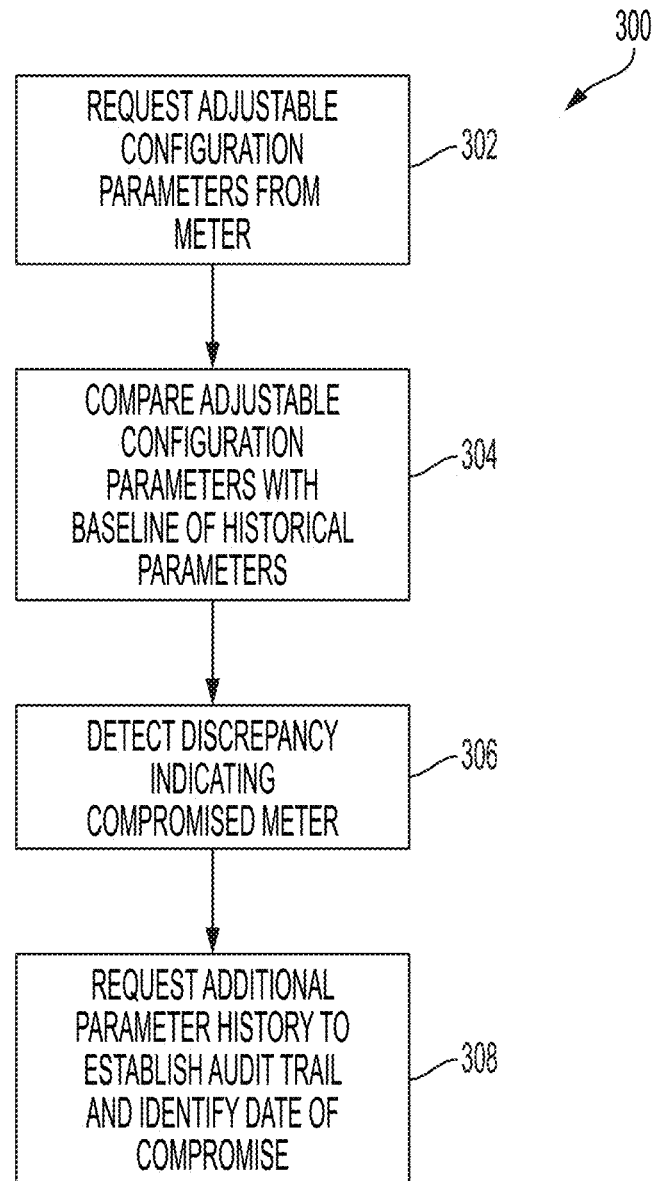 300
REQUEST ADJUSTABLE
CONFIGURATION
PARAMETERS FROM
METER
302
COMPARE ADJUSTABLE
CONFIGURATION
PARAMETERS WITH
BASELINE OF HISTORICAL
PARAMETERS
304
DETECT DISCREPANCY
INDICATING
COMPROMISED METER
306
REQUEST ADDITIONAL
PARAMETER HISTORY TO
ESTABLISH AUDIT TRAIL
AND IDENTIFY DATE OF
COMPROMISE
308